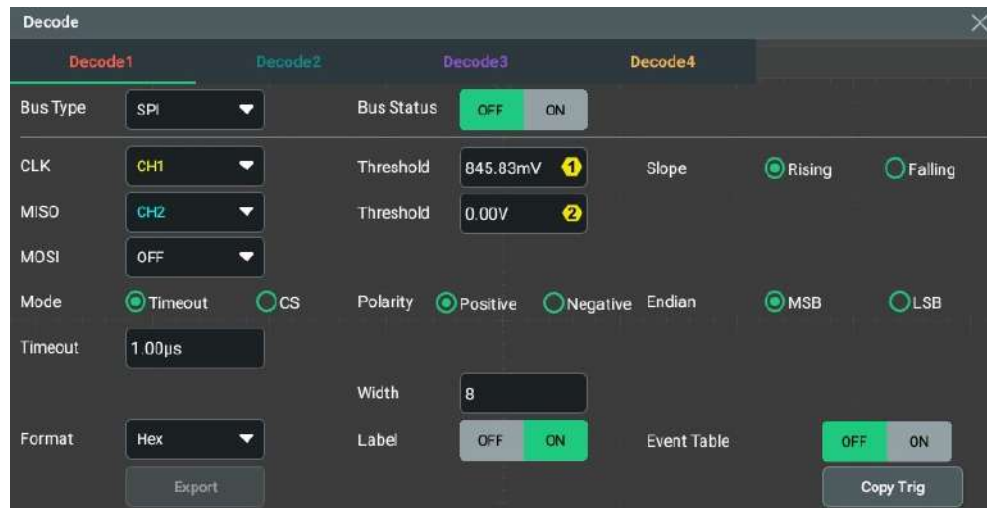 Decode
Decode1 Decode2 Decode3 Decode4
Bus Type SPI Bus Status OFF ON
CLK CH1 Threshold 845.83mV 1 Slope Rising Falling
MISO CH2 Threshold 0.00V 2
MOSI OFF
Mode Timeout CS Polarity Positive Negative Endian MSB LSB
Timeout 1.00μs
Width 8
Format Hex Label OFF ON Event Table OFF ON
Export Copy Trig